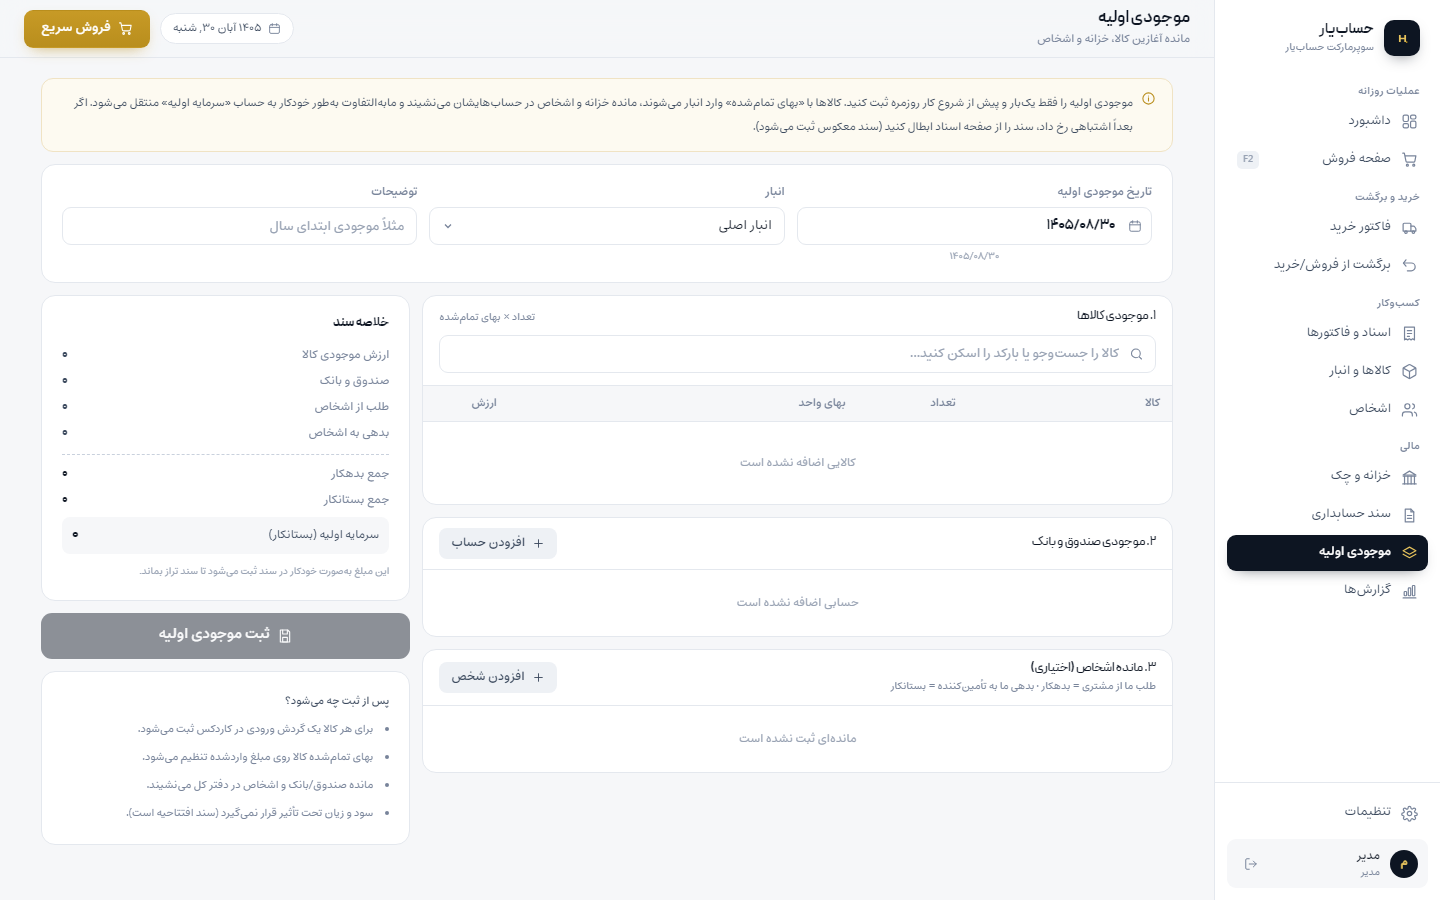 حساب‌یار
سوپرمارکت حساب‌یار
عملیات روزانه
داشبورد
صفحه فروش
F2
خرید و برگشت
فاکتور خرید
برگشت از فروش/خرید
کسب‌وکار
اسناد و فاکتورها
کالاها و انبار
اشخاص
مالی
خزانه و چک
سند حسابداری
موجودی اولیه
گزارش‌ها
تنظیمات
م
مدیر
مدیر
موجودی اولیه
مانده آغازین کالا، خزانه و اشخاص
۱۴۰۵ آبان ۳۰, شنبه
فروش سریع
موجودی اولیه را فقط یک‌بار و پیش از شروع کار روزمره ثبت کنید. کالاها با «بهای تمام‌شده» وارد انبار می‌شوند، مانده خزانه و اشخاص در حساب‌هایشان می‌نشیند و مابه‌التفاوت به‌طور خودکار به حساب «سرمایه اولیه» منتقل می‌شود. اگر
بعداً اشتباهی رخ داد، سند را از صفحه اسناد ابطال کنید (سند معکوس ثبت می‌شود).
تاریخ موجودی اولیه
انبار
توضیحات
۱۴۰۵/۰۸/۳۰
انبار اصلی
مثلاً موجودی ابتدای سال
۱۴۰۵/۰۸/۳۰
۱. موجودی کالاها
تعداد × بهای تمام‌شده
کالا را جست‌وجو یا بارکد را اسکن کنید...
کالا
تعداد
بهای واحد
ارزش
کالایی اضافه نشده است
۲. موجودی صندوق و بانک
افزودن حساب
حسابی اضافه نشده است
۳. مانده اشخاص (اختیاری)
طلب ما از مشتری = بدهکار · بدهی ما به تأمین‌کننده = بستانکار
افزودن شخص
مانده‌ای ثبت نشده است
خلاصه سند
ارزش موجودی کالا ۰
صندوق و بانک ۰
طلب از اشخاص ۰
بدهی به اشخاص ۰
جمع بدهکار ۰
جمع بستانکار ۰
سرمایه اولیه (بستانکار) ۰
این مبلغ به‌صورت خودکار در سند ثبت می‌شود تا سند تراز بماند.
ثبت موجودی اولیه
پس از ثبت چه می‌شود؟
برای هر کالا یک گردش ورودی در کاردکس ثبت می‌شود.
بهای تمام‌شده کالا روی مبلغ واردشده تنظیم می‌شود.
مانده صندوق/بانک و اشخاص در دفتر کل می‌نشیند.
سود و زیان تحت تأثیر قرار نمی‌گیرد (سند افتتاحیه است).